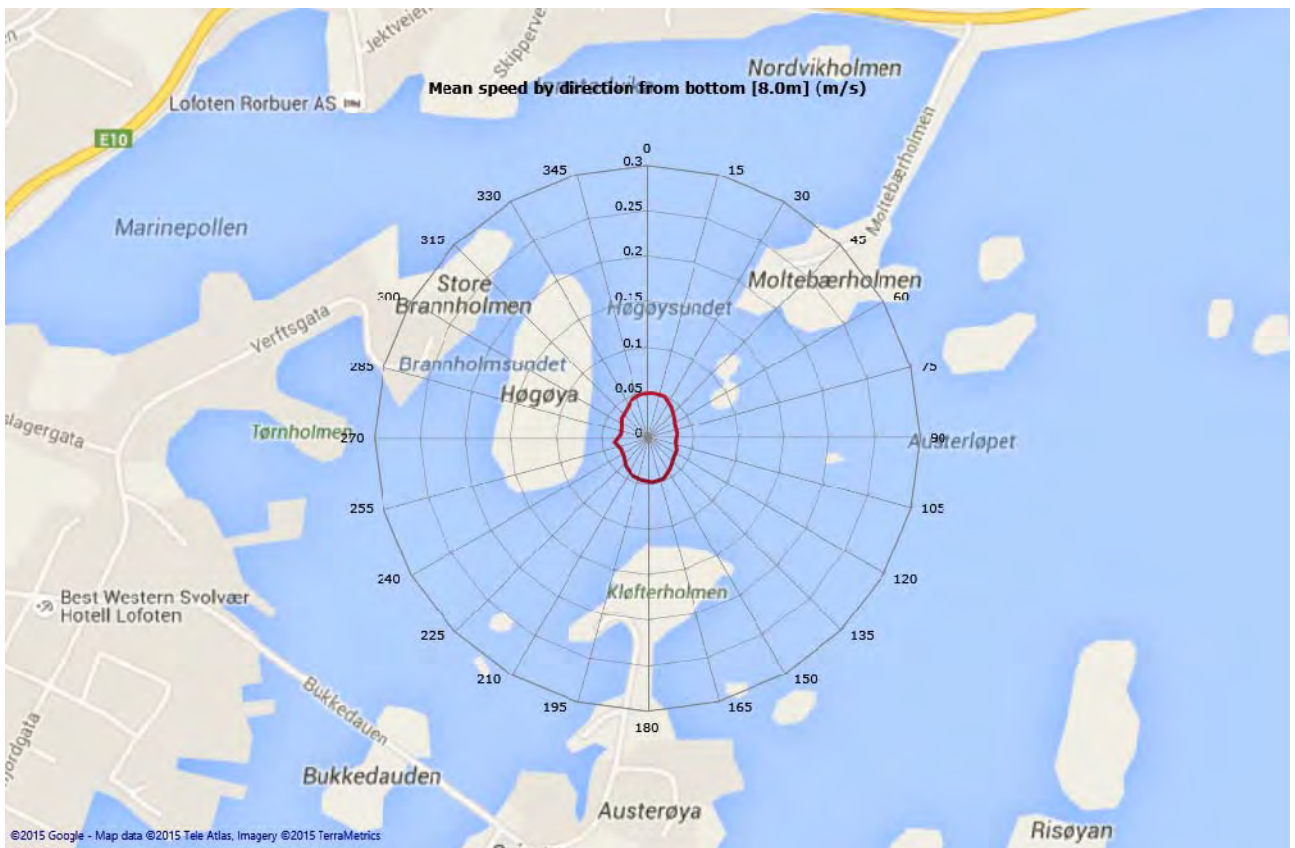 Jektveien
Skipperve
en
Nordvikholmen
Mean speed by direction from bottom [8.0m] (m/s)
Lofoten Rorbuer AS
E10
Moltebærholmen
0
0.3
345
15
330
30
0.25
Marinepollen
315
45
0.2
Store
Brannholmen
Moltebærholmen
300
60
0.15
Høgøysundet
Verftsgata
0.1
Brannholmsundet
285
75
0.05
Høgøya
slagergata
Tørnholmen
270
0
90
Austerløpet
255
105
240
120
Kløfterholmen
Best Western Svolvær
Hotell Lofoten
225
135
210
150
195
165
180
Bukkedauen
jordgata
Bukkedauden
Austerøya
Risøyan
©2015 Google - Map data ©2015 Tele Atlas, Imagery ©2015 TerraMetrics